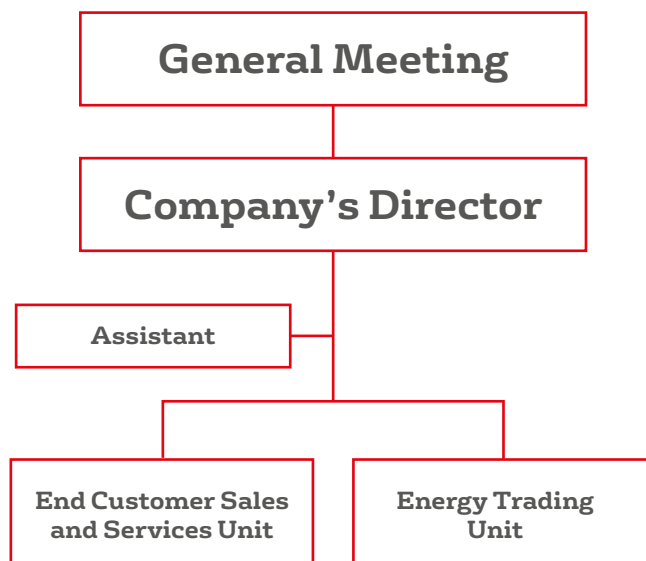 General Meeting
Company’s Director
Assistant
End Customer Sales
and Services Unit
Energy Trading
Unit